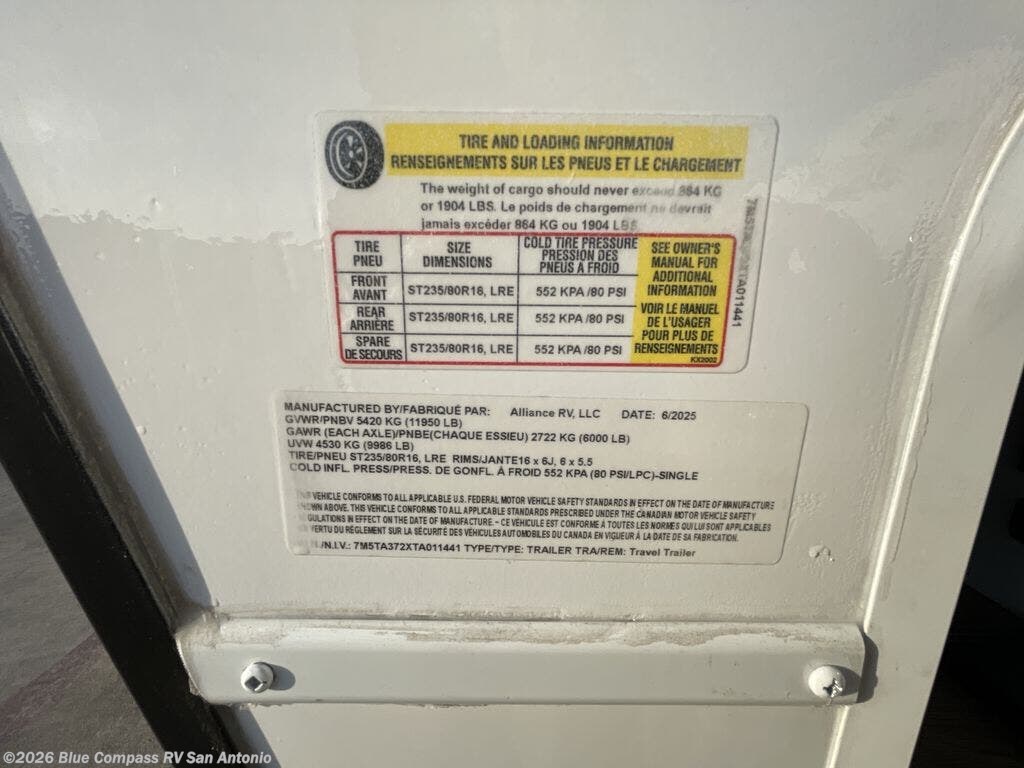 TIRE AND LOADING INFORMATION
RENSEIGNEMENTS SUR LES PNEUS ET LE CHARGEMENT
The weight of cargo should never exceed 864 KG
or 1904 LBS. Le poids de chargement ne devrait
jamais excéder 864 KG ou 1904 LBS
TIRE PNEU
SIZE DIMENSIONS
COLD TIRE PRESSURE PRESSION DES PNEUS A FROID
FRONT AVANT
ST235/80R16, LRE
552 KPA /80 PSI
REAR ARRIÈRE
ST235/80R16, LRE
552 KPA /80 PSI
SPARE DE SECOURS
ST235/80R16, LRE
552 KPA /80 PSI
SEE OWNER'S
MANUAL FOR
ADDITIONAL
INFORMATION
VOIR LE MANUEL
DE L'USAGER
POUR PLUS DE
RENSEIGNEMENTS
KX2002
TA011441
MANUFACTURED BY/FABRIQUÉ PAR: Alliance RV, LLC DATE: 6/2025
GVWR/PNBV 5420 KG (11950 LB)
GAWR (EACH AXLE)/PNBE(CHAQUE ESSIEU) 2722 KG (6000 LB)
UVW 4530 KG (9986 LB)
TIRE/PNEU ST235/80R16, LRE RIMS/JANTE16 x 6J, 6 x 5.5
COLD INFL. PRESS/PRESS. DE GONFL. À FROID 552 KPA (80 PSI/LPC)-SINGLE
VEHICLE CONFORMS TO ALL APPLICABLE U.S. FEDERAL MOTOR VEHICLE SAFETY STANDARDS IN EFFECT ON THE DATE OF MANUFACTURE
ABOVE. THIS VEHICLE CONFORMS TO ALL APPLICABLE STANDARDS PRESCRIBED UNDER THE CANADIAN MOTOR VEHICLE SAFETY
IN EFFECT ON THE DATE OF MANUFACTURE. - CE VÉHICULE EST CONFORME À TOUTES LES NORMES QUI LUI SONT APPLICABLES
DU RÈGLEMENT SUR LA SÉCURITÉ DES VÉHICULES AUTOMOBILES DU CANADA EN VIGUEUR À LA DATE DE SA FABRICATION.
/N.I.V.: 7M5TA372XTA011441 TYPE/TYPE: TRAILER TRA/REM: Travel Trailer
©2026 Blue Compass RV San Antonio